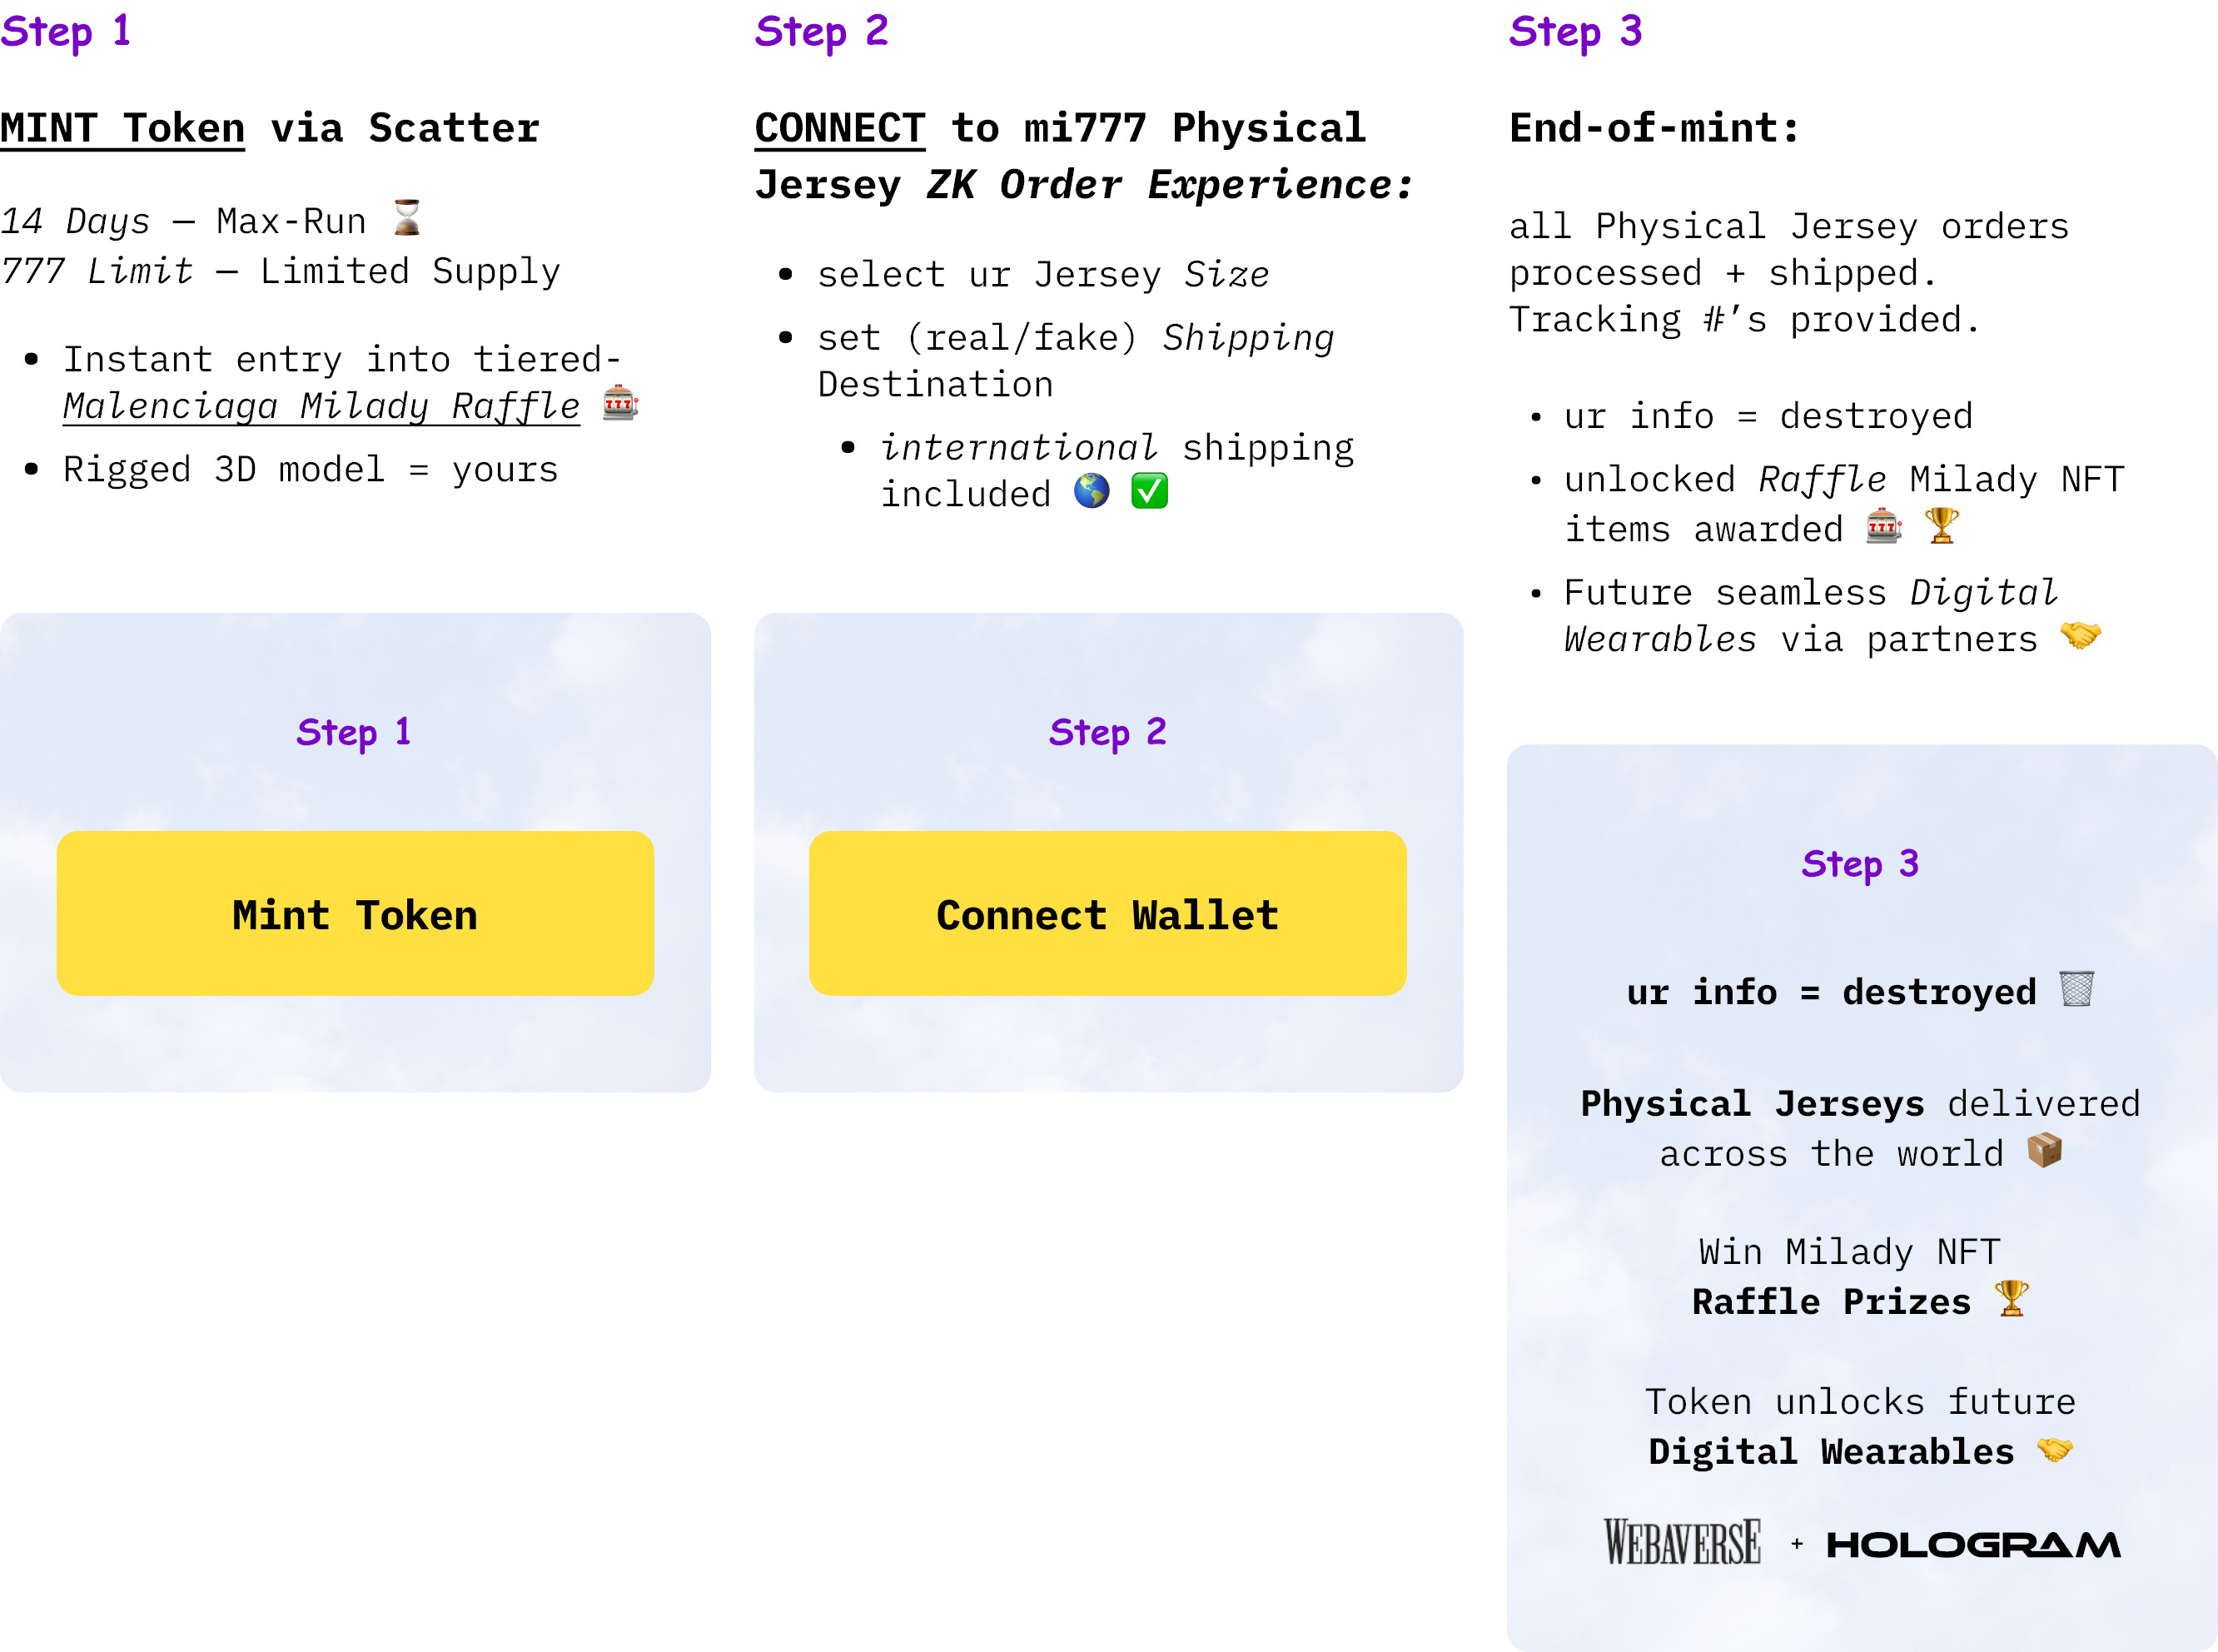 Step 1
MINT Token via Scatter
14 Days — Max-Run ⏳
777 Limit — Limited Supply
• Instant entry into tiered-
Malenciaga Milady Raffle 🎰
• Rigged 3D model = yours
Step 1
Mint Token
Step 2
CONNECT to mi777 Physical
Jersey ZK Order Experience:
• select ur Jersey Size
• set (real/fake) Shipping
Destination
• international shipping
included 🌎 ✅
Step 2
Connect Wallet
Step 3
End-of-mint:
all Physical Jersey orders
processed + shipped.
Tracking #’s provided.
• ur info = destroyed
• unlocked Raffle Milady NFT
items awarded 🎰 🏆
• Future seamless Digital
Wearables via partners 🤝
Step 3
ur info = destroyed 🗑️
Physical Jerseys delivered
across the world 📦
Win Milady NFT
Raffle Prizes 🏆
Token unlocks future
Digital Wearables 🤝
WEBAVERSE + HOLOGRAM